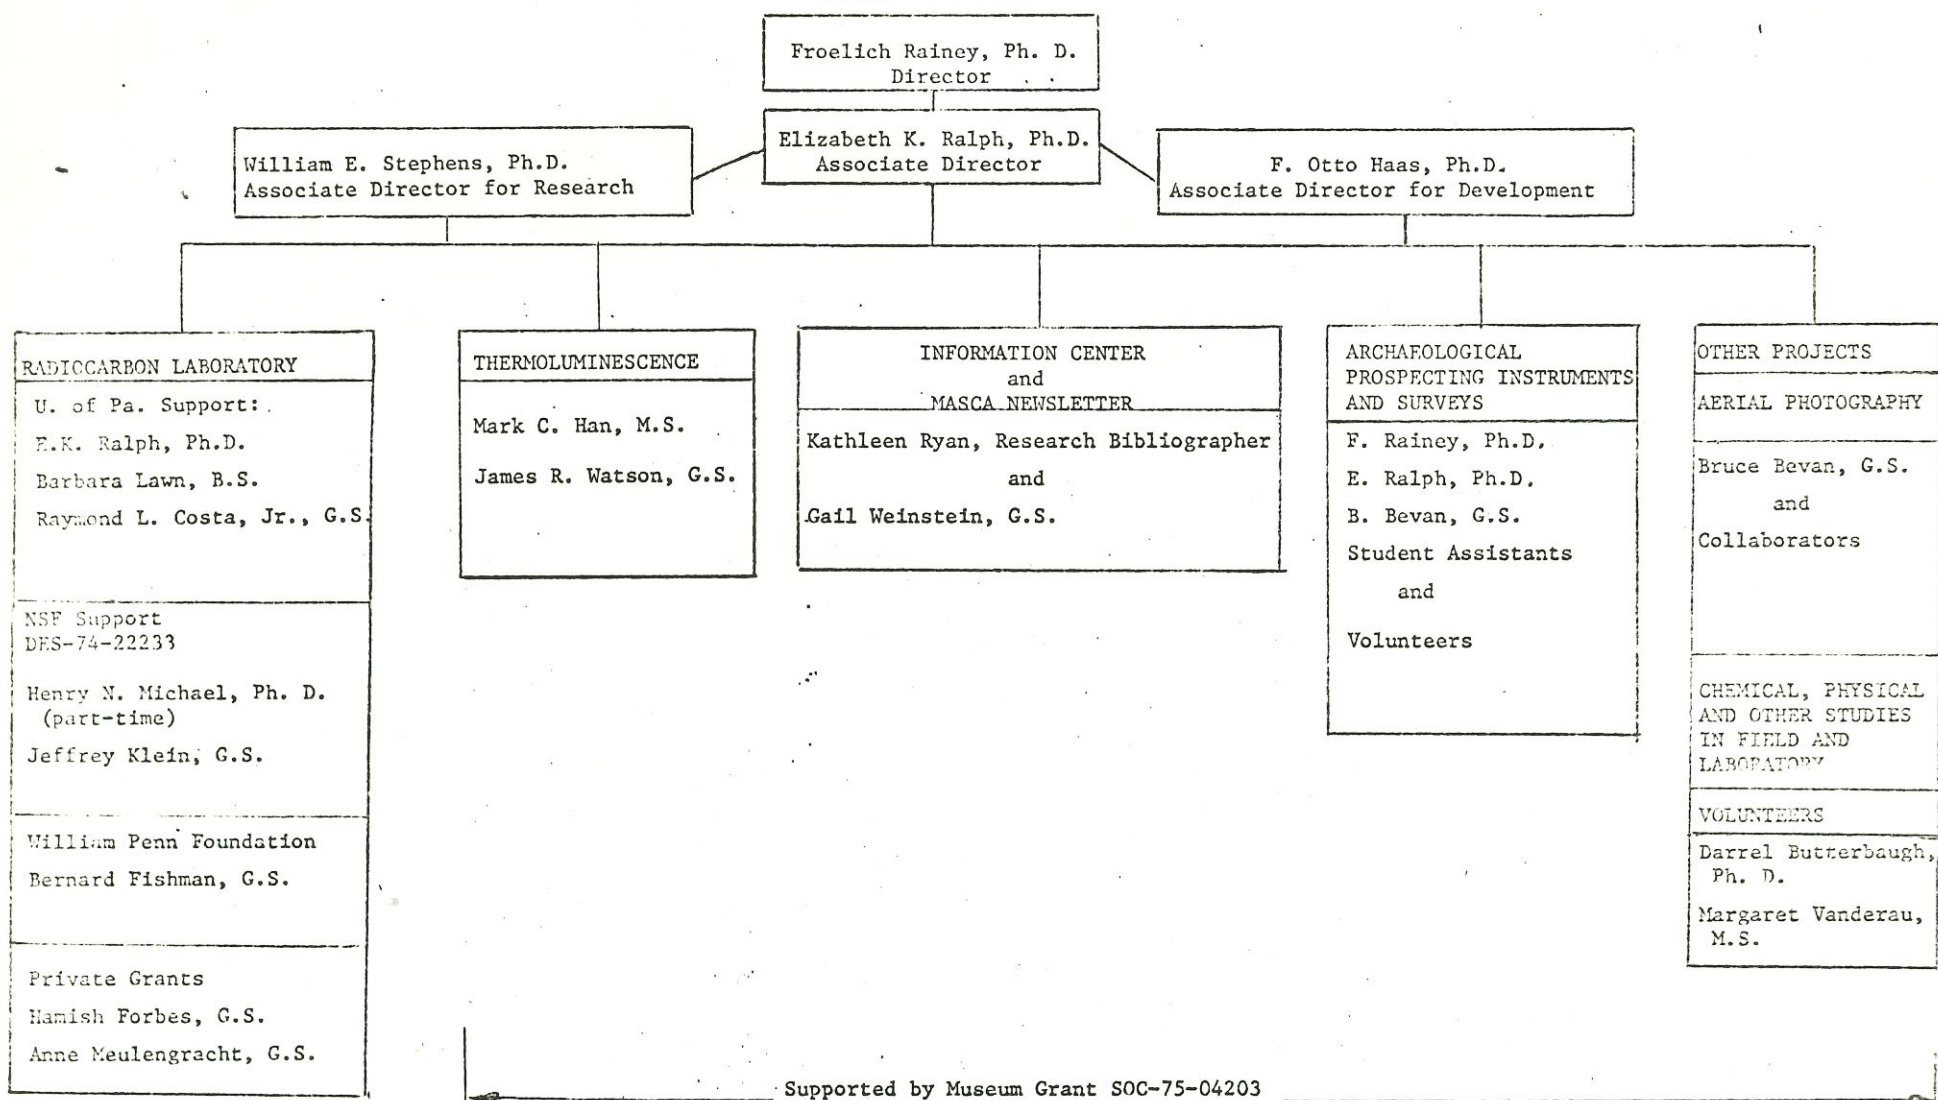 Froelich Rainey, Ph. D.
Director
Elizabeth K. Ralph, Ph.D.
Associate Director
William E. Stephens, Ph.D.
Associate Director for Research
F. Otto Haas, Ph.D.
Associate Director for Development
RADIOCARBON LABORATORY
U. of Pa. Support:
E.K. Ralph, Ph.D.
Barbara Lawn, B.S.
Raymond L. Costa, Jr., G.S.
NSF Support
DES-74-22233
Henry N. Michael, Ph. D.
(part-time)
Jeffrey Klein, G.S.
William Penn Foundation
Bernard Fishman, G.S.
Private Grants
Hamish Forbes, G.S.
Anne Meulengracht, G.S.
THERMOLUMINESCENCE
Mark C. Han, M.S.
James R. Watson, G.S.
INFORMATION CENTER
and
MASCA NEWSLETTER
Kathleen Ryan, Research Bibliographer
and
Gail Weinstein, G.S.
ARCHAEOLOGICAL
PROSPECTING INSTRUMENTS
AND SURVEYS
F. Rainey, Ph.D.
E. Ralph, Ph.D.
B. Bevan, G.S.
Student Assistants
and
Volunteers
OTHER PROJECTS
AERIAL PHOTOGRAPHY
Bruce Bevan, G.S.
and
Collaborators
CHEMICAL, PHYSICAL
AND OTHER STUDIES
IN FIELD AND
LABORATORY
VOLUNTEERS
Darrel Butterbaugh,
Ph. D.
Margaret Vanderau,
M.S.
Supported by Museum Grant SOC-75-04203